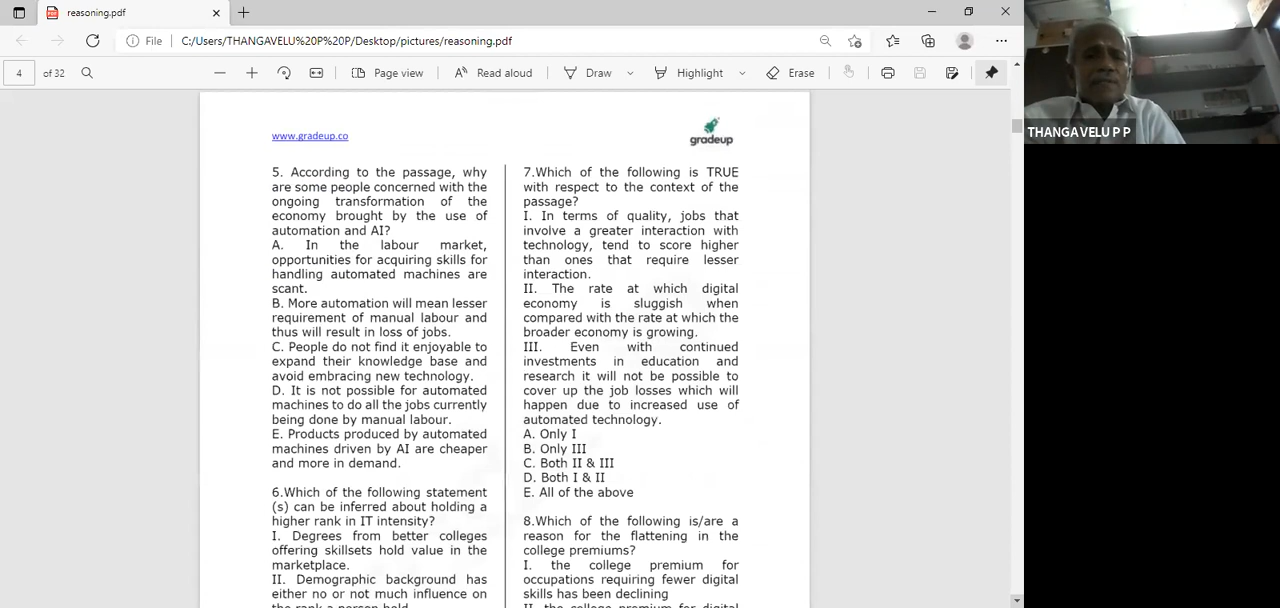 reasoning.pdf
File
C:/Users/THANGAVELU%20P%20P/Desktop/pictures/reasoning.pdf
4
of 32
Page view
Read aloud
Draw
Highlight
Erase
THANGAVELU P P
www.gradeup.co
gradeup
5. According to the passage, why
are some people concerned with the
ongoing transformation of the
economy brought by the use of
automation and AI?
A. In the labour market,
opportunities for acquiring skills for
handling automated machines are
scant.
B. More automation will mean lesser
requirement of manual labour and
thus will result in loss of jobs.
C. People do not find it enjoyable to
expand their knowledge base and
avoid embracing new technology.
D. It is not possible for automated
machines to do all the jobs currently
being done by manual labour.
E. Products produced by automated
machines driven by AI are cheaper
and more in demand.
6.Which of the following statement
(s) can be inferred about holding a
higher rank in IT intensity?
I. Degrees from better colleges
offering skillsets hold value in the
marketplace.
II. Demographic background has
either no or not much influence on
the rank a person hold
7.Which of the following is TRUE
with respect to the context of the
passage?
I. In terms of quality, jobs that
involve a greater interaction with
technology, tend to score higher
than ones that require lesser
interaction.
II. The rate at which digital
economy is sluggish when
compared with the rate at which the
broader economy is growing.
III. Even with continued
investments in education and
research it will not be possible to
cover up the job losses which will
happen due to increased use of
automated technology.
A. Only I
B. Only III
C. Both II & III
D. Both I & II
E. All of the above
8.Which of the following is/are a
reason for the flattening in the
college premiums?
I. the college premium for
occupations requiring fewer digital
skills has been declining
II. the college premium for digital